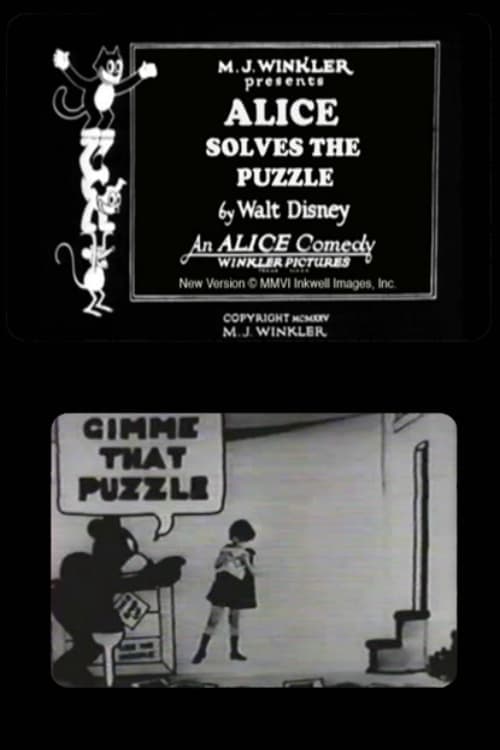 M.J. WINKLER
presents
ALICE
SOLVES THE
PUZZLE
by Walt Disney
An ALICE Comedy
WINKLER PICTURES
New Version © MMVI Inkwell Images, Inc.
COPYRIGHT MCMXXV
M.J. WINKLER
GIMME
THAT
PUZZLE